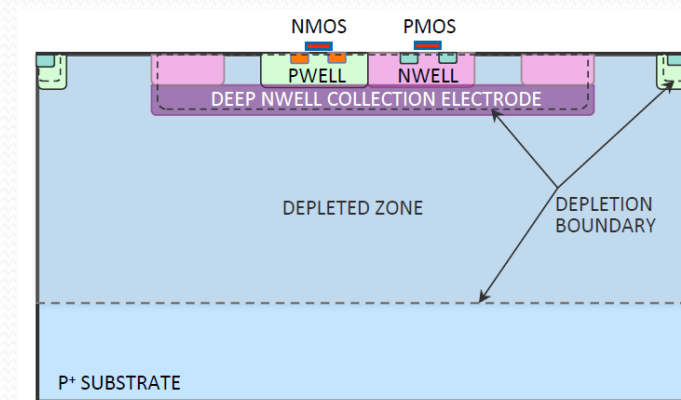 NMOS PMOS
PWELL NWELL
DEEP NWELL COLLECTION ELECTRODE
DEPLETED ZONE
DEPLETION
BOUNDARY
P⁺ SUBSTRATE